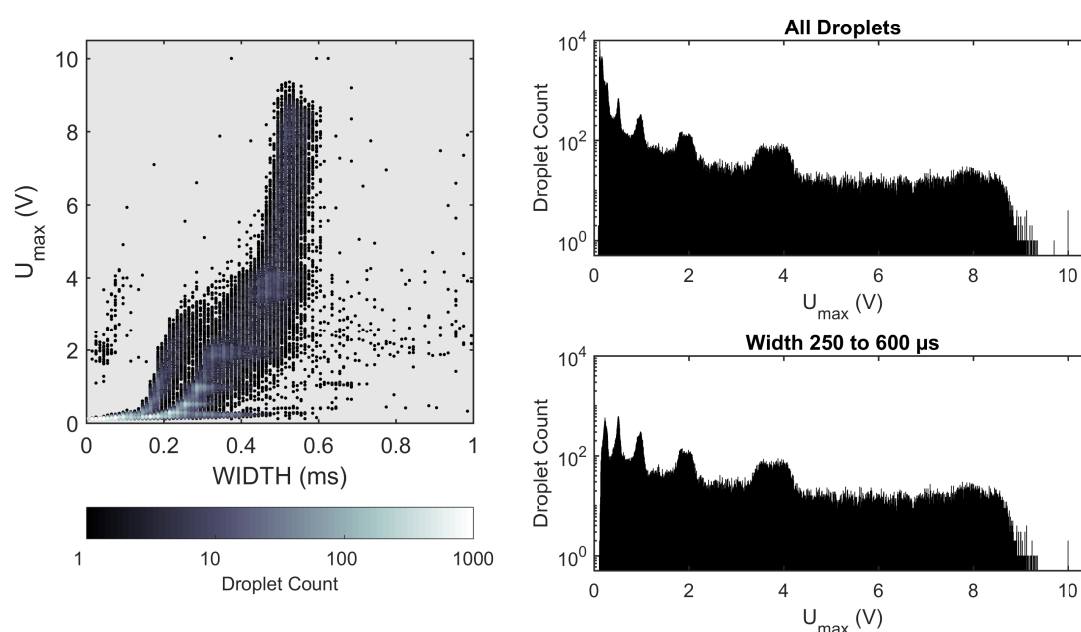 10
8
6
4
2
0
U_max (V)
0 0.2 0.4 0.6 0.8 1
WIDTH (ms)
1 10 100 1000
Droplet Count
All Droplets
10^4
10^2
10^0
Droplet Count
0 2 4 6 8 10
U_max (V)
Width 250 to 600 µs
10^4
10^2
10^0
Droplet Count
0 2 4 6 8 10
U_max (V)